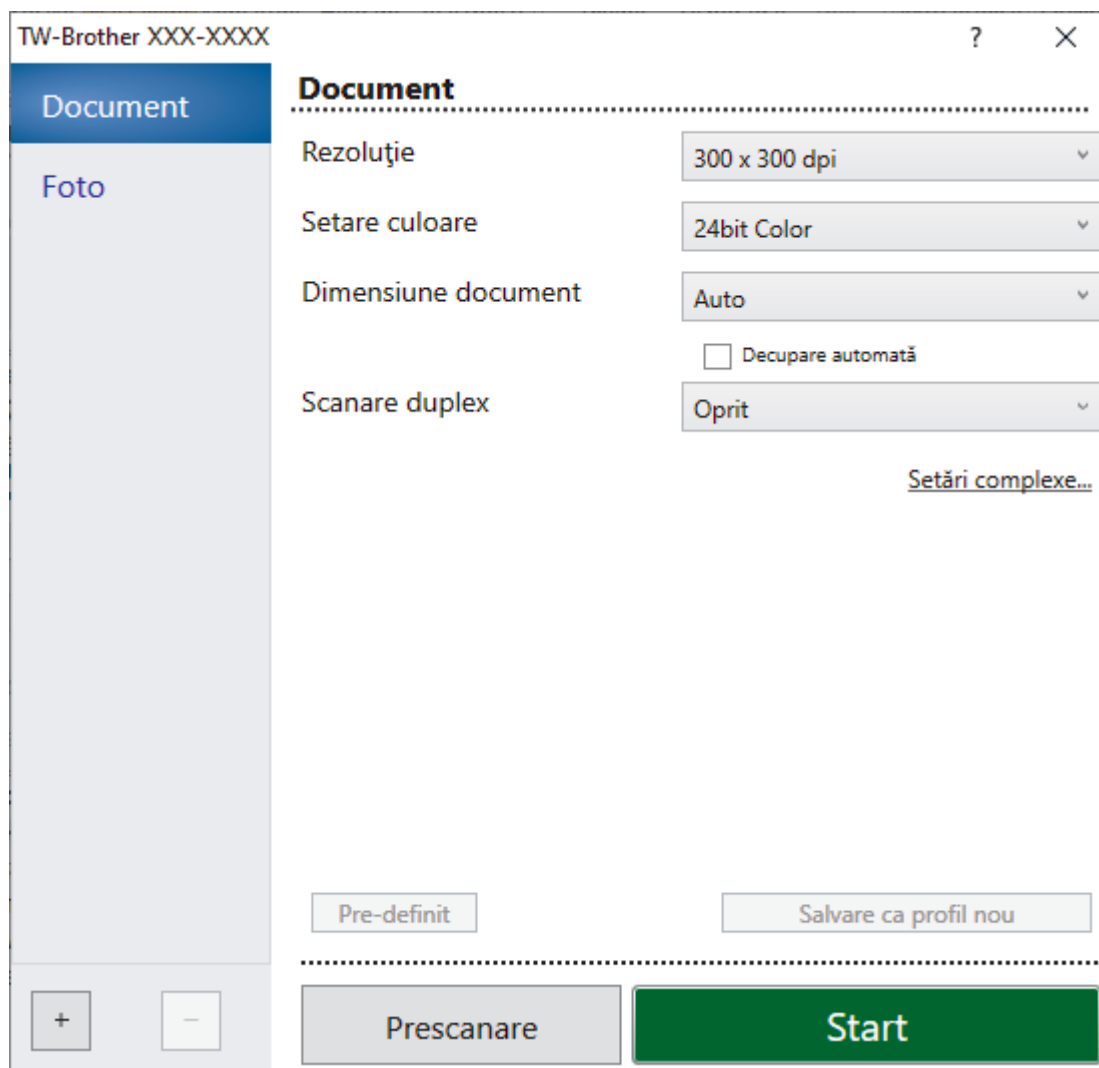 TW-Brother XXX-XXXX ? ×
Document
Foto
Document
Rezoluţie 300 x 300 dpi
Setare culoare 24bit Color
Dimensiune document Auto
Decupare automată
Scanare duplex Oprit
Setări complexe...
Pre-definit Salvare ca profil nou
+ −
Prescanare Start